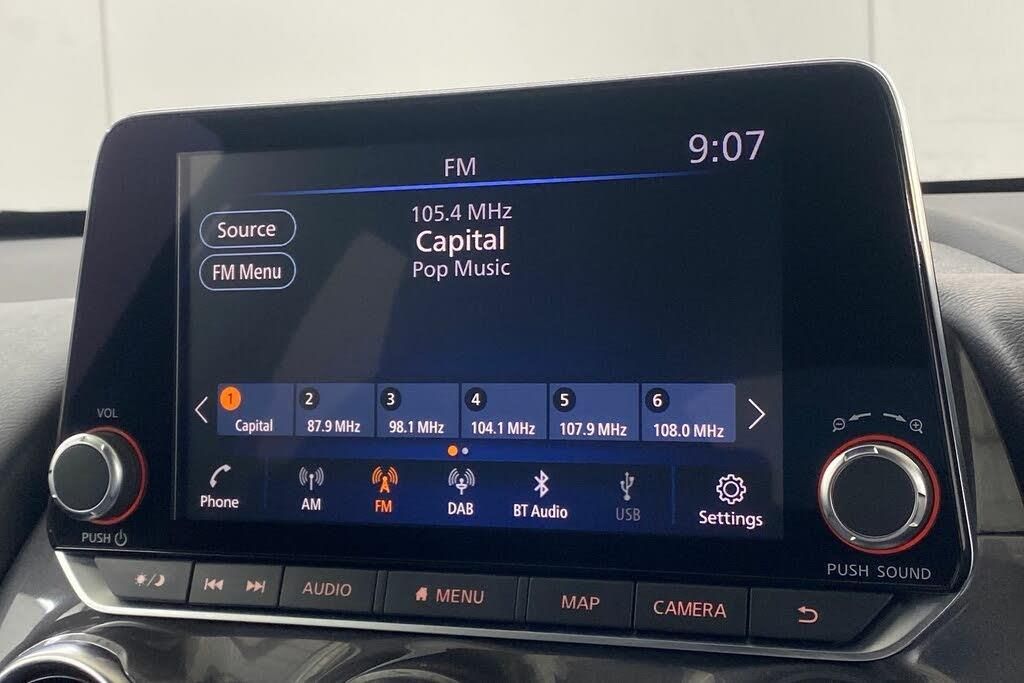 FM
9:07
Source
105.4 MHz
Capital
FM Menu
Pop Music
1 2 3 4 5 6
Capital 87.9 MHz 98.1 MHz 104.1 MHz 107.9 MHz 108.0 MHz
VOL
Phone AM FM DAB BT Audio USB Settings
PUSH
PUSH SOUND
AUDIO MENU MAP CAMERA